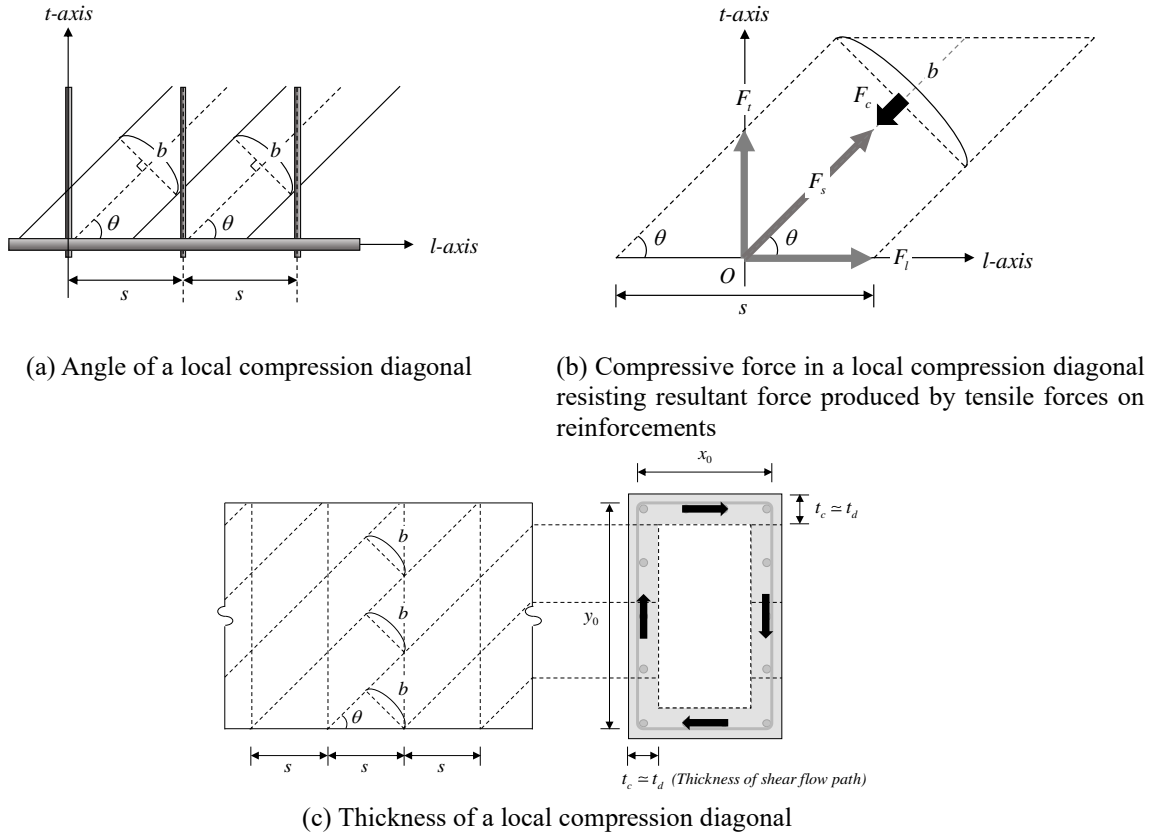 t-axis
b
b
θ
θ
l-axis
s
s
(a) Angle of a local compression diagonal
t-axis
b
F_t
F_c
F_s
θ
θ
O
F_l
l-axis
s
(b) Compressive force in a local compression diagonal
resisting resultant force produced by tensile forces on
reinforcements
x_0
t_c ≃ t_d
b
b
y_0
b
θ
s
s
s
t_c ≃ t_d (Thickness of shear flow path)
(c) Thickness of a local compression diagonal